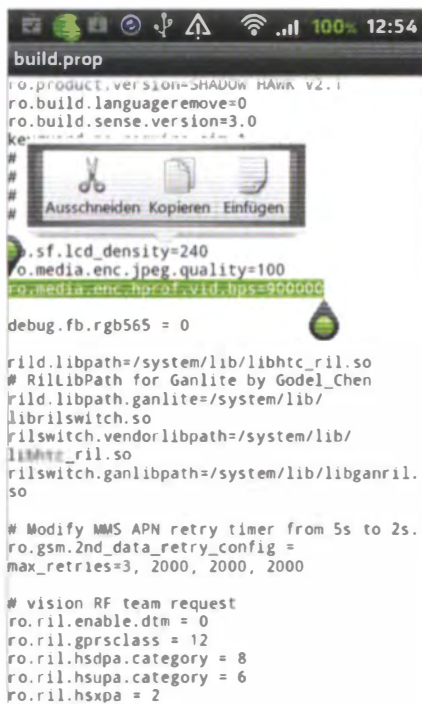 100% 12:54
build.prop
ro.product.version=SHADOW HAWK v2.1
ro.build.languageremove=0
ro.build.sense.version=3.0
#
#
#
#
Ausschneiden Kopieren Einfügen
.sf.lcd_density=240
o.media.enc.jpeg.quality=100
ro.media.enc.hprof.vid.bps=900000
debug.fb.rgb565 = 0
rild.libpath=/system/lib/libhtc_ril.so
# RilLibPath for Ganlite by Godel_Chen
rild.libpath.ganlite=/system/lib/
librilswitch.so
rilswitch.vendorlibpath=/system/lib/
libhtc_ril.so
rilswitch.ganlibpath=/system/lib/libganril.
so
# Modify MMS APN retry timer from 5s to 2s.
ro.gsm.2nd_data_retry_config =
max_retries=3, 2000, 2000, 2000
# vision RF team request
ro.ril.enable.dtm = 0
ro.ril.gprsclass = 12
ro.ril.hsdpa.category = 8
ro.ril.hsupa.category = 6
ro.ril.hsxpa = 2